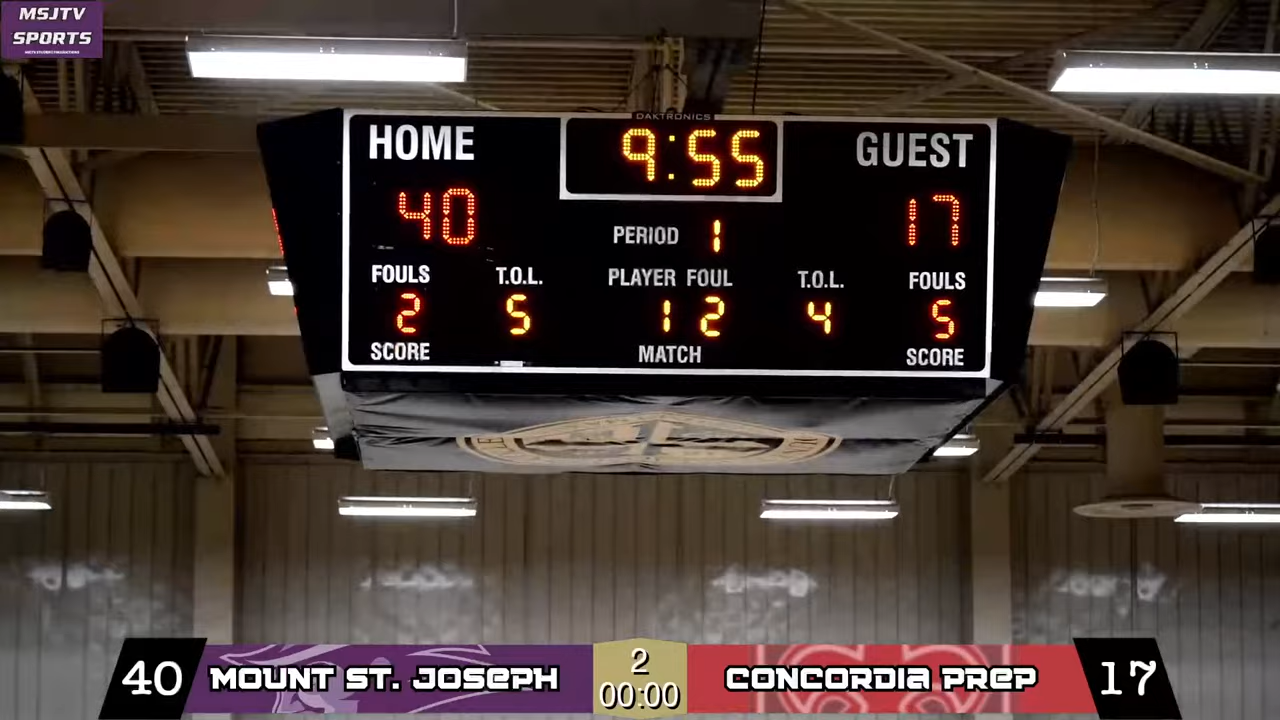 MSJTV
SPORTS
DAKTRONICS
HOME
9:55
GUEST
40
PERIOD 1
17
FOULS
T.O.L.
PLAYER FOUL
T.O.L.
FOULS
2
5
1 2
4
5
SCORE
MATCH
SCORE
40
MOUNT ST. JOSEPH
2
00:00
CONCORDIA PREP
17